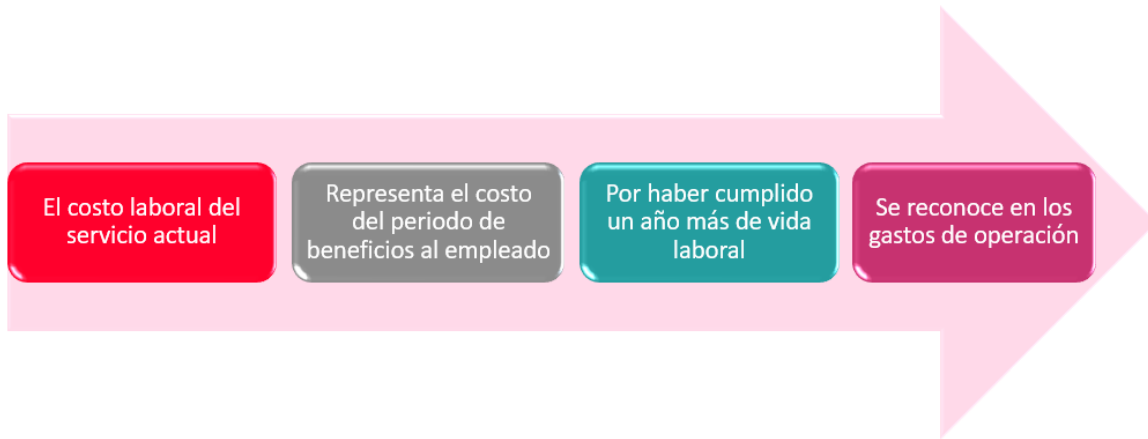 El costo laboral del
servicio actual
Representa el costo
del periodo de
beneficios al empleado
Por haber cumplido
un año más de vida
laboral
Se reconoce en los
gastos de operación